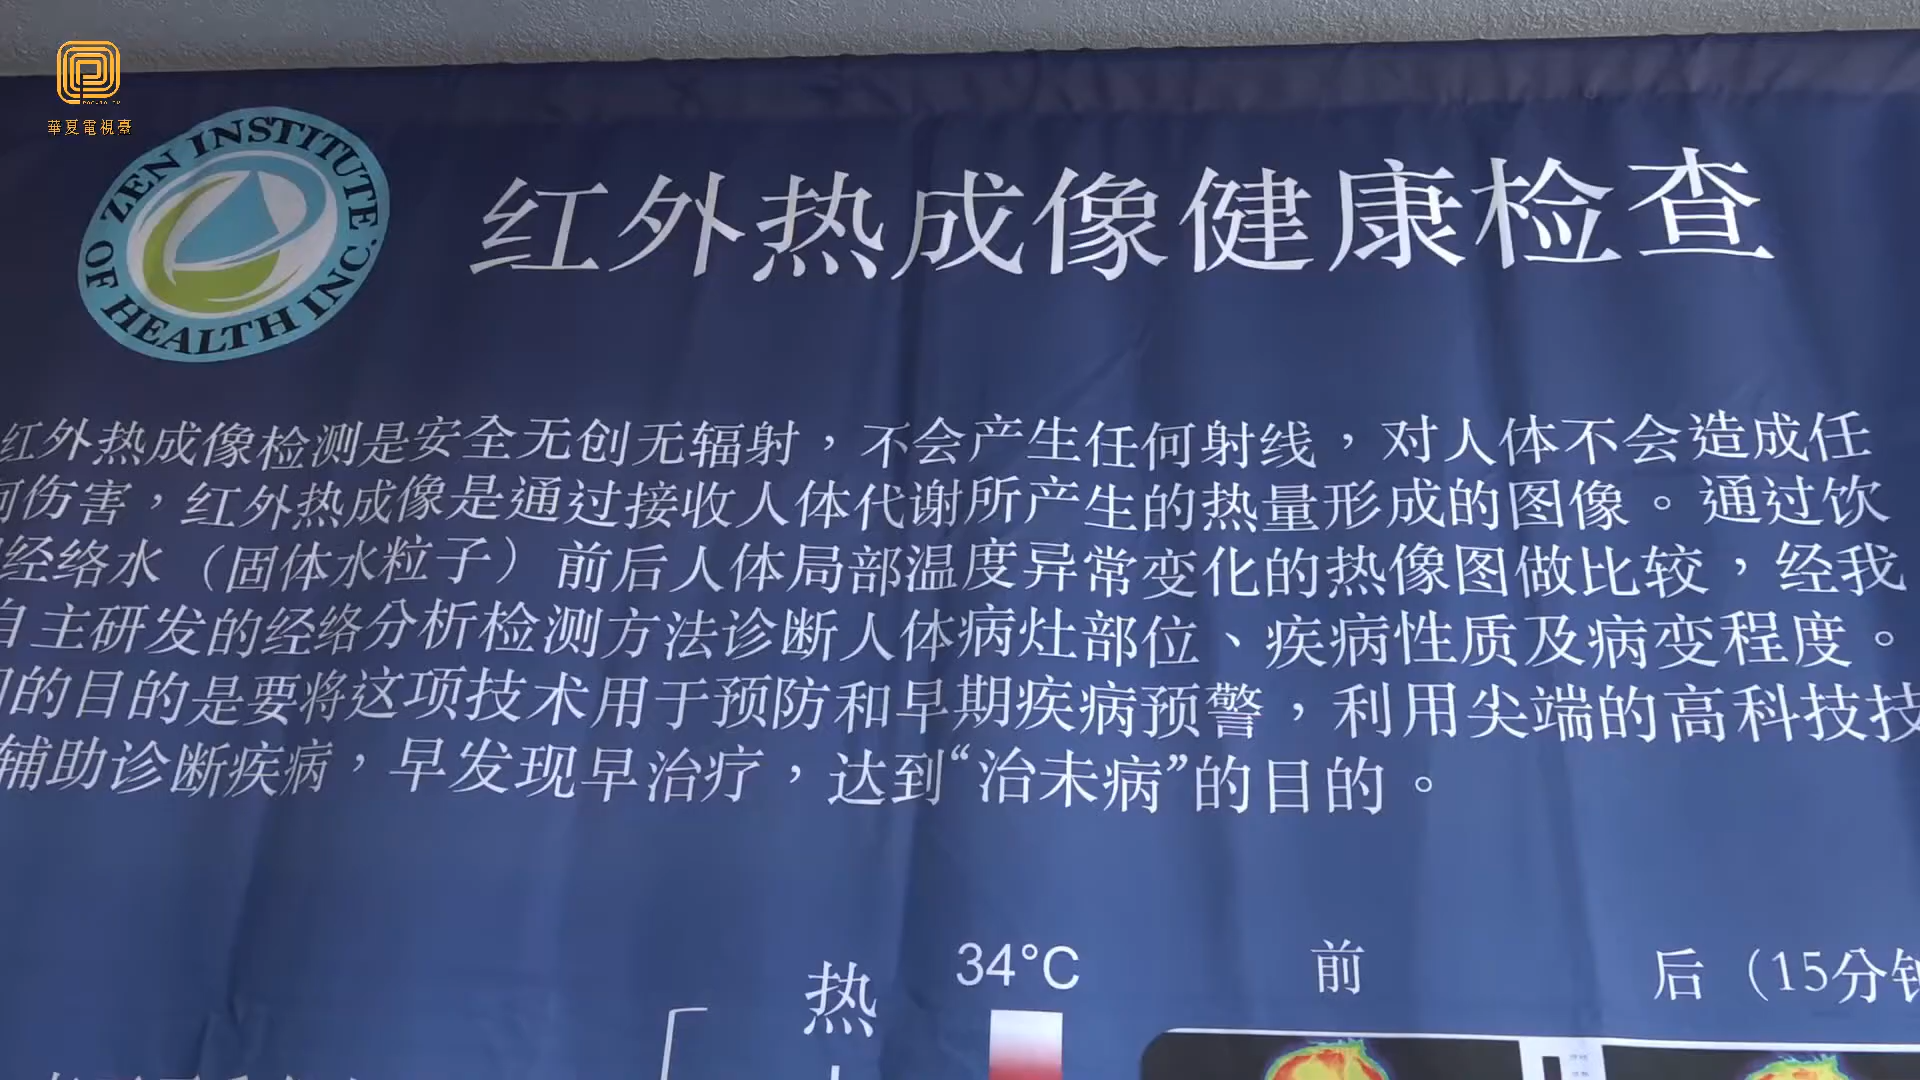 華夏電視臺
ZEN INSTITUTE OF HEALTH INC.
红外热成像健康检查
红外热成像检测是安全无创无辐射，不会产生任何射线，对人体不会造成任
何伤害，红外热成像是通过接收人体代谢所产生的热量形成的图像。通过饮
经络水（固体水粒子）前后人体局部温度异常变化的热像图做比较，经我
自主研发的经络分析检测方法诊断人体病灶部位、疾病性质及病变程度。
的目的是要将这项技术用于预防和早期疾病预警，利用尖端的高科技技
辅助诊断疾病，早发现早治疗，达到“治未病”的目的。
热 34°C 前 后（15分钟